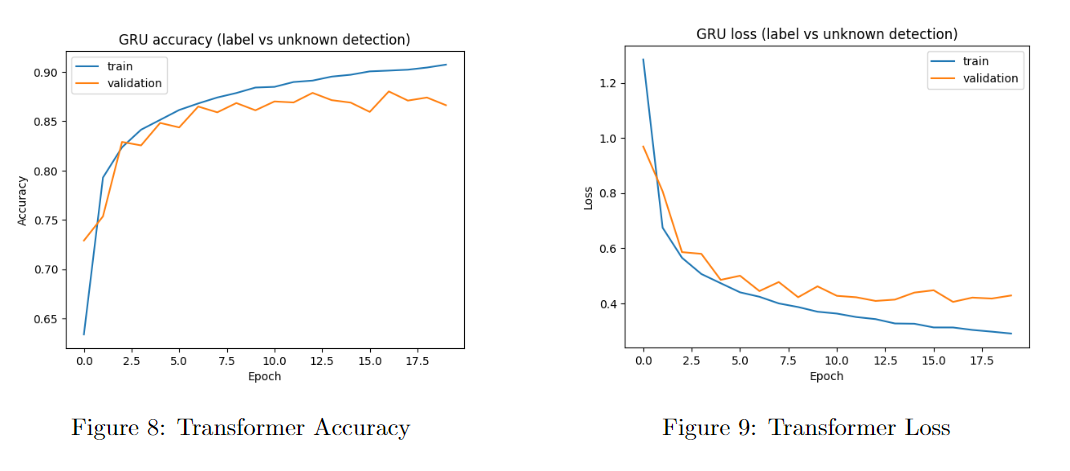 GRU accuracy (label vs unknown detection)
train
validation
0.90
0.85
0.80
0.75
0.70
0.65
Accuracy
0.0 2.5 5.0 7.5 10.0 12.5 15.0 17.5
Epoch
Figure 8: Transformer Accuracy
GRU loss (label vs unknown detection)
train
validation
1.2
1.0
0.8
0.6
0.4
Loss
0.0 2.5 5.0 7.5 10.0 12.5 15.0 17.5
Epoch
Figure 9: Transformer Loss